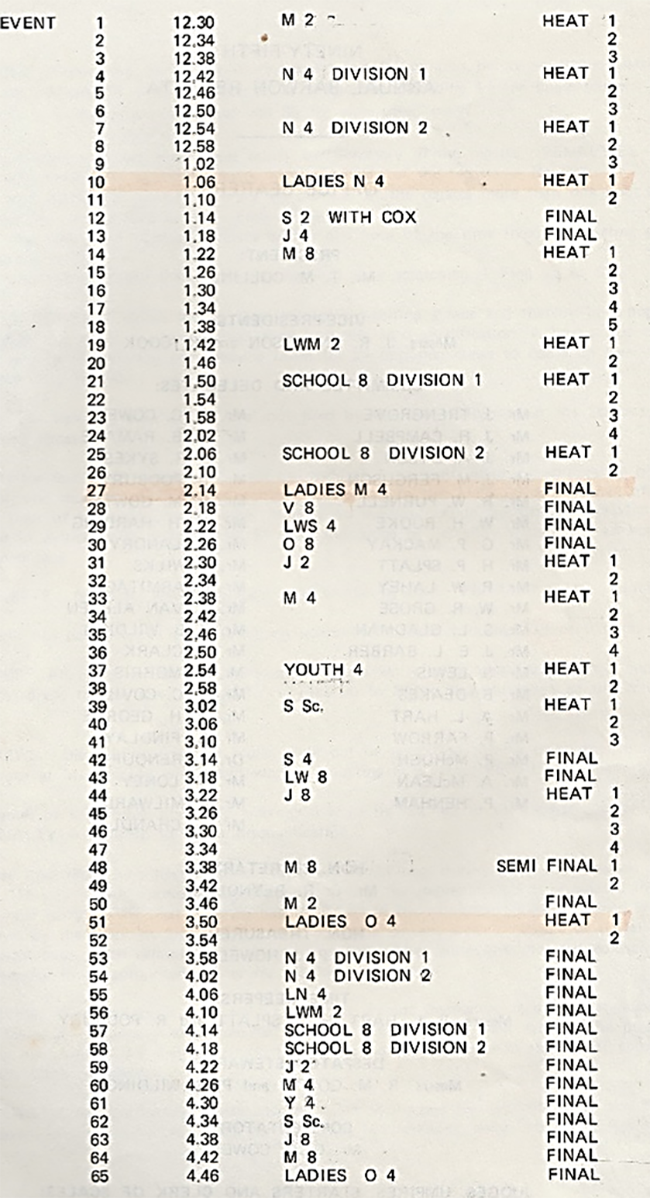 EVENT 1 12.30 M 2 HEAT 1
2 12.34 2
3 12.38 3
4 12.42 N 4 DIVISION 1 HEAT 1
5 12.46 2
6 12.50 3
7 12.54 N 4 DIVISION 2 HEAT 1
8 12.58 2
9 1.02 3
10 1.06 LADIES N 4 HEAT 1
11 1.10 2
12 1.14 S 2 WITH COX FINAL
13 1.18 J 4 FINAL
14 1.22 M 8 HEAT 1
15 1.26 2
16 1.30 3
17 1.34 4
18 1.38 5
19 1.42 LWM 2 HEAT 1
20 1.46 2
21 1.50 SCHOOL 8 DIVISION 1 HEAT 1
22 1.54 2
23 1.58 3
24 2.02 4
25 2.06 SCHOOL 8 DIVISION 2 HEAT 1
26 2.10 2
27 2.14 LADIES M 4 FINAL
28 2.18 V 8 FINAL
29 2.22 LWS 4 FINAL
30 2.26 O 8 FINAL
31 2.30 J 2 HEAT 1
32 2.34 2
33 2.38 M 4 HEAT 1
34 2.42 2
35 2.46 3
36 2.50 4
37 2.54 YOUTH 4 HEAT 1
38 2.58 2
39 3.02 S Sc. HEAT 1
40 3.06 2
41 3.10 3
42 3.14 S 4 FINAL
43 3.18 LW 8 FINAL
44 3.22 J 8 HEAT 1
45 3.26 2
46 3.30 3
47 3.34 4
48 3.38 M 8 SEMI FINAL 1
49 3.42 2
50 3.46 M 2 FINAL
51 3.50 LADIES O 4 HEAT 1
52 3.54 2
53 3.58 N 4 DIVISION 1 FINAL
54 4.02 N 4 DIVISION 2 FINAL
55 4.06 LN 4 FINAL
56 4.10 LWM 2 FINAL
57 4.14 SCHOOL 8 DIVISION 1 FINAL
58 4.18 SCHOOL 8 DIVISION 2 FINAL
59 4.22 J 2 FINAL
60 4.26 M 4 FINAL
61 4.30 Y 4 FINAL
62 4.34 S Sc. FINAL
63 4.38 J 8 FINAL
64 4.42 M 8 FINAL
65 4.46 LADIES O 4 FINAL